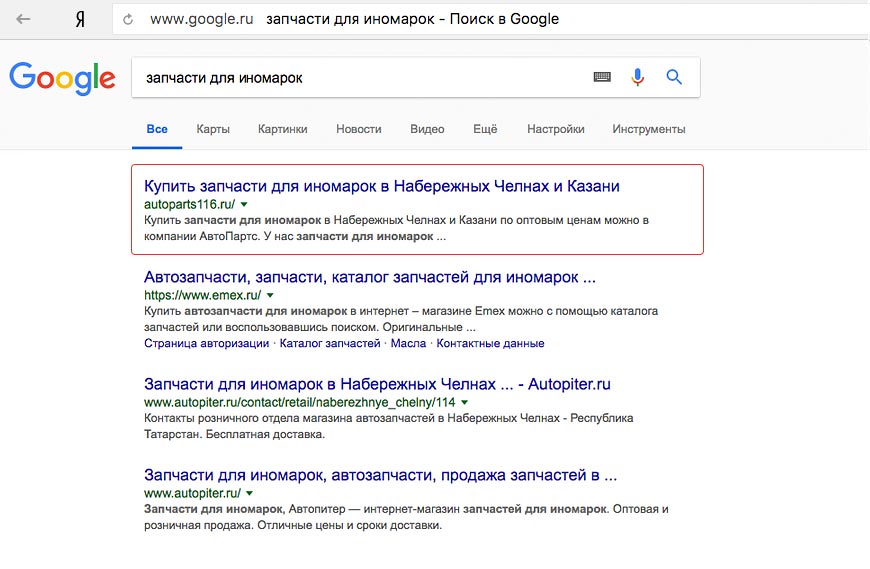 Я www.google.ru запчасти для иномарок - Поиск в Google
Google запчасти для иномарок
Все Карты Картинки Новости Видео Ещё Настройки Инструменты
Купить запчасти для иномарок в Набережных Челнах и Казани
autoparts116.ru/
Купить запчасти для иномарок в Набережных Челнах и Казани по оптовым ценам можно в
компании АвтоПартс. У нас запчасти для иномарок ...
Автозапчасти, запчасти, каталог запчастей для иномарок ...
https://www.emex.ru/
Купить автозапчасти для иномарок в интернет – магазине Emex можно с помощью каталога
запчастей или воспользовавшись поиском. Оригинальные ...
Страница авторизации · Каталог запчастей · Масла · Контактные данные
Запчасти для иномарок в Набережных Челнах ... - Autopiter.ru
www.autopiter.ru/contact/retail/naberezhnye_chelny/114
Контакты розничного отдела магазина автозапчастей в Набережных Челнах - Республика
Татарстан. Бесплатная доставка.
Запчасти для иномарок, автозапчасти, продажа запчастей в ...
www.autopiter.ru/
Запчасти для иномарок, Автопитер — интернет-магазин запчастей для иномарок. Оптовая и
розничная продажа. Отличные цены и сроки доставки.